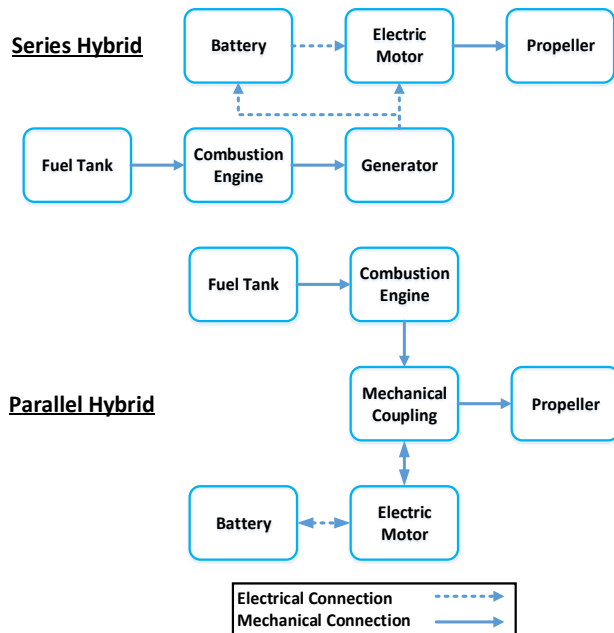 Series Hybrid
Battery
Electric
Motor
Propeller
Fuel Tank
Combustion
Engine
Generator
Fuel Tank
Combustion
Engine
Parallel Hybrid
Mechanical
Coupling
Propeller
Battery
Electric
Motor
Electrical Connection
Mechanical Connection